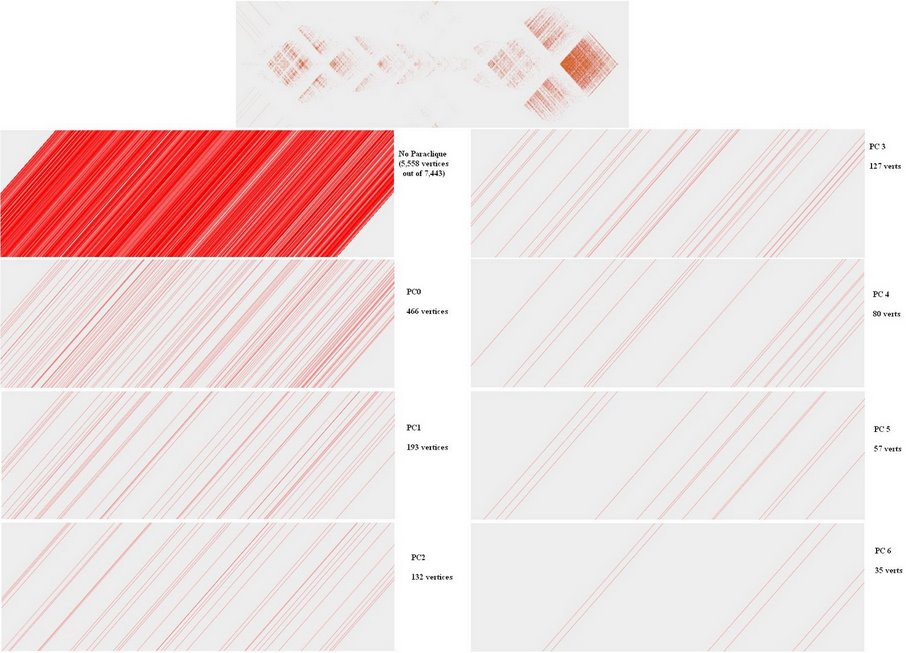 No Paraclique
(5,558 vertices
out of 7,443)
PC0
466 vertices
PC1
193 vertices
PC2
132 vertices
PC 3
127 verts
PC 4
80 verts
PC 5
57 verts
PC 6
35 verts